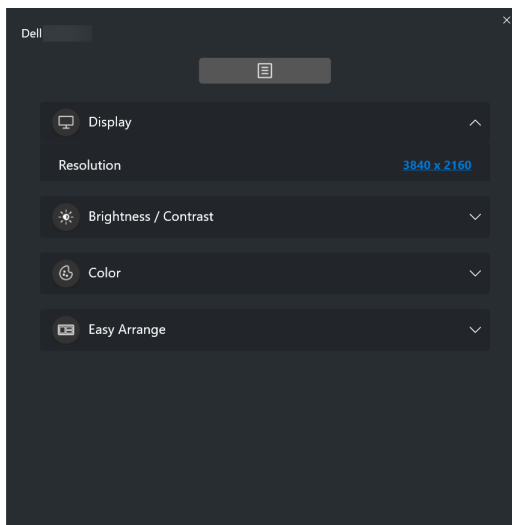 Dell
Display
Resolution 3840 x 2160
Brightness / Contrast
Color
Easy Arrange